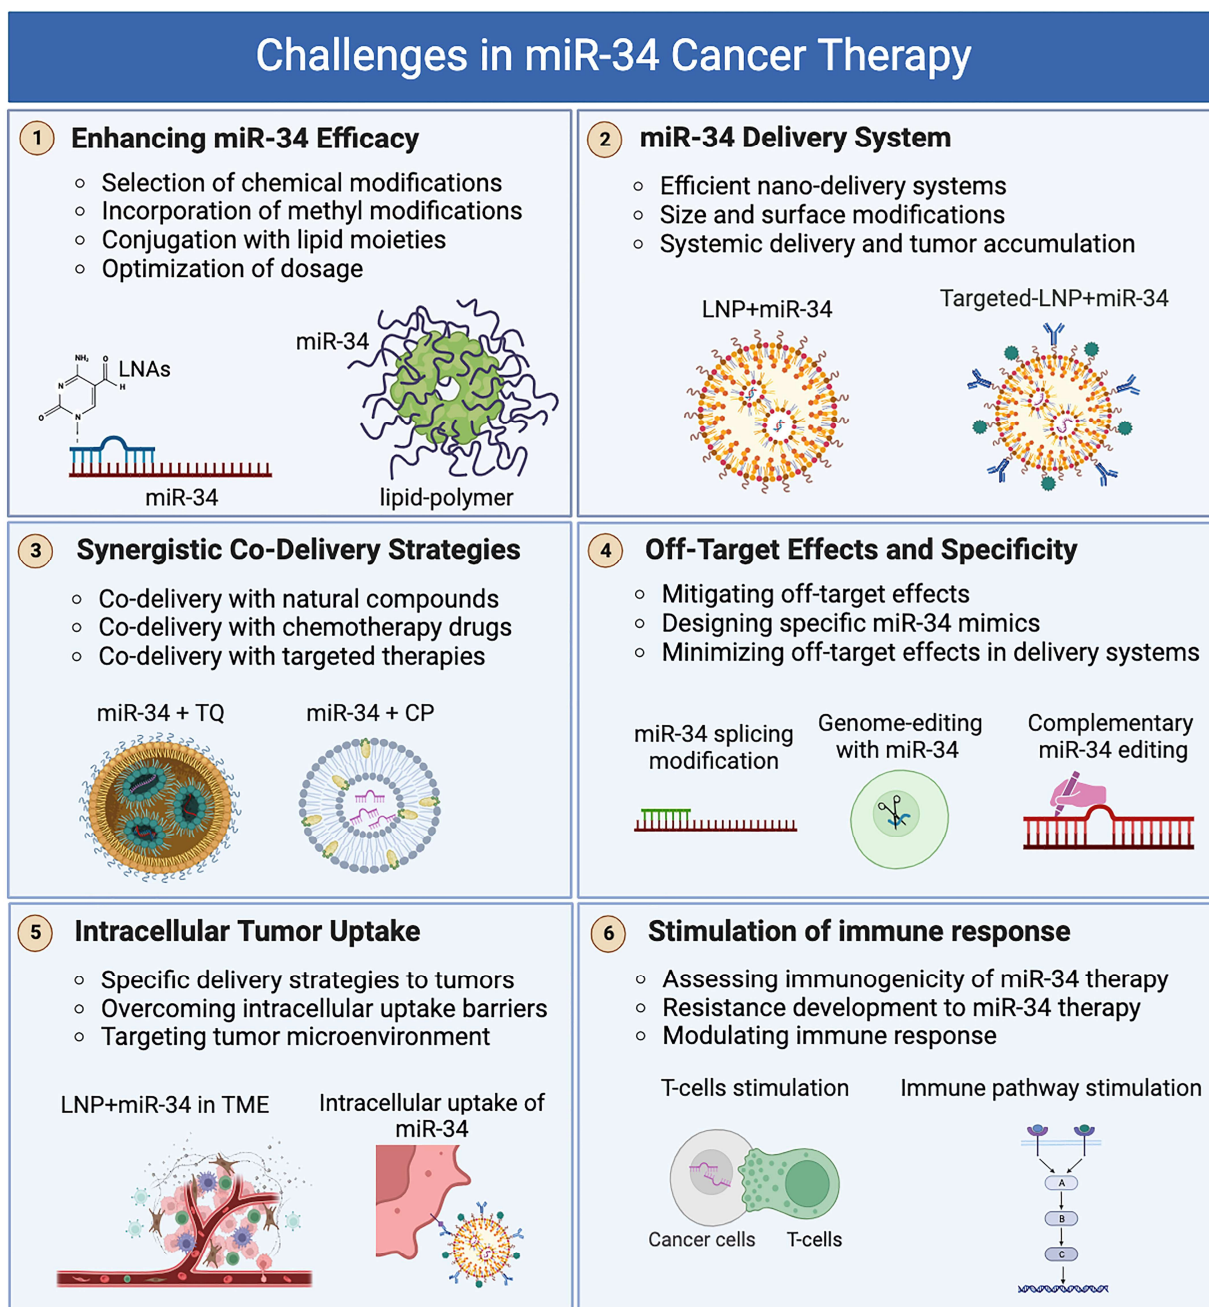 Challenges in miR-34 Cancer Therapy
1
Enhancing miR-34 Efficacy
Selection of chemical modifications
Incorporation of methyl modifications
Conjugation with lipid moieties
Optimization of dosage
miR-34
NH₂
O
LNAs
N
H
O
N
miR-34
lipid-polymer
2
miR-34 Delivery System
Efficient nano-delivery systems
Size and surface modifications
Systemic delivery and tumor accumulation
LNP+miR-34
Targeted-LNP+miR-34
3
Synergistic Co-Delivery Strategies
Co-delivery with natural compounds
Co-delivery with chemotherapy drugs
Co-delivery with targeted therapies
miR-34 + TQ
miR-34 + CP
4
Off-Target Effects and Specificity
Mitigating off-target effects
Designing specific miR-34 mimics
Minimizing off-target effects in delivery systems
miR-34 splicing
modification
Genome-editing
with miR-34
Complementary
miR-34 editing
5
Intracellular Tumor Uptake
Specific delivery strategies to tumors
Overcoming intracellular uptake barriers
Targeting tumor microenvironment
LNP+miR-34 in TME
Intracellular uptake of
miR-34
6
Stimulation of immune response
Assessing immunogenicity of miR-34 therapy
Resistance development to miR-34 therapy
Modulating immune response
T-cells stimulation
Cancer cells
T-cells
Immune pathway stimulation
A
B
C